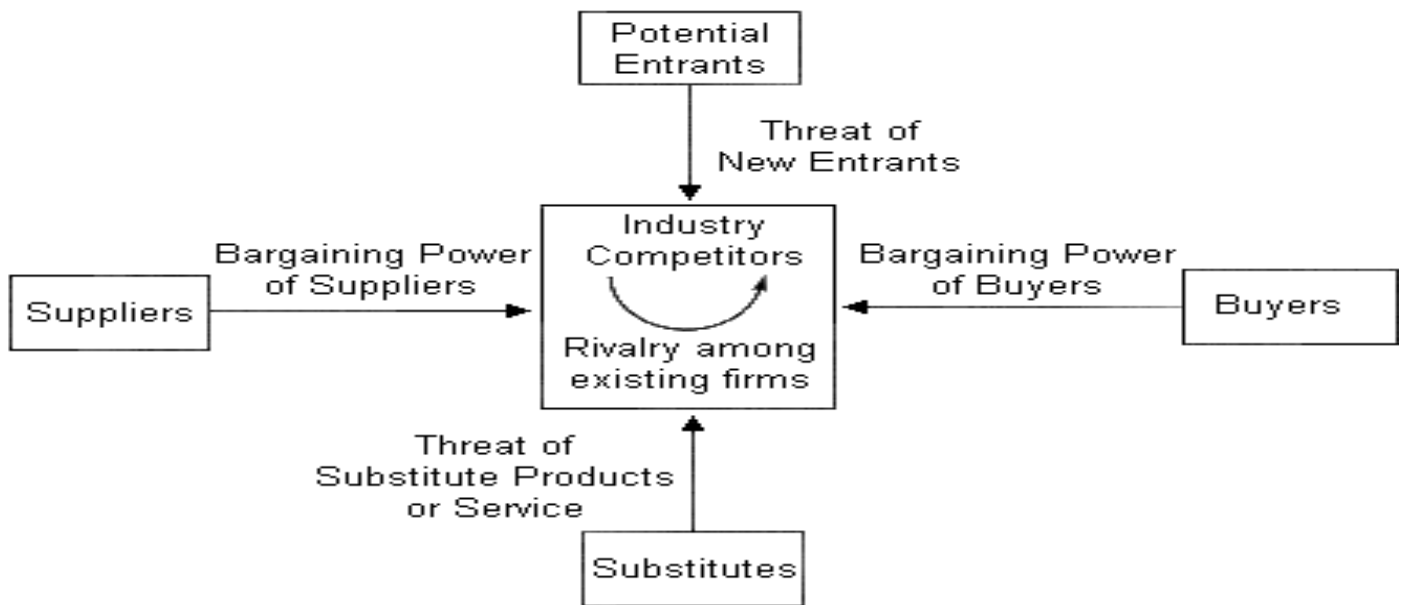 Potential
Entrants
Threat of
New Entrants
Industry
Competitors
Bargaining Power
of Suppliers
Bargaining Power
of Buyers
Suppliers
Buyers
Rivalry among
existing firms
Threat of
Substitute Products
or Service
Substitutes